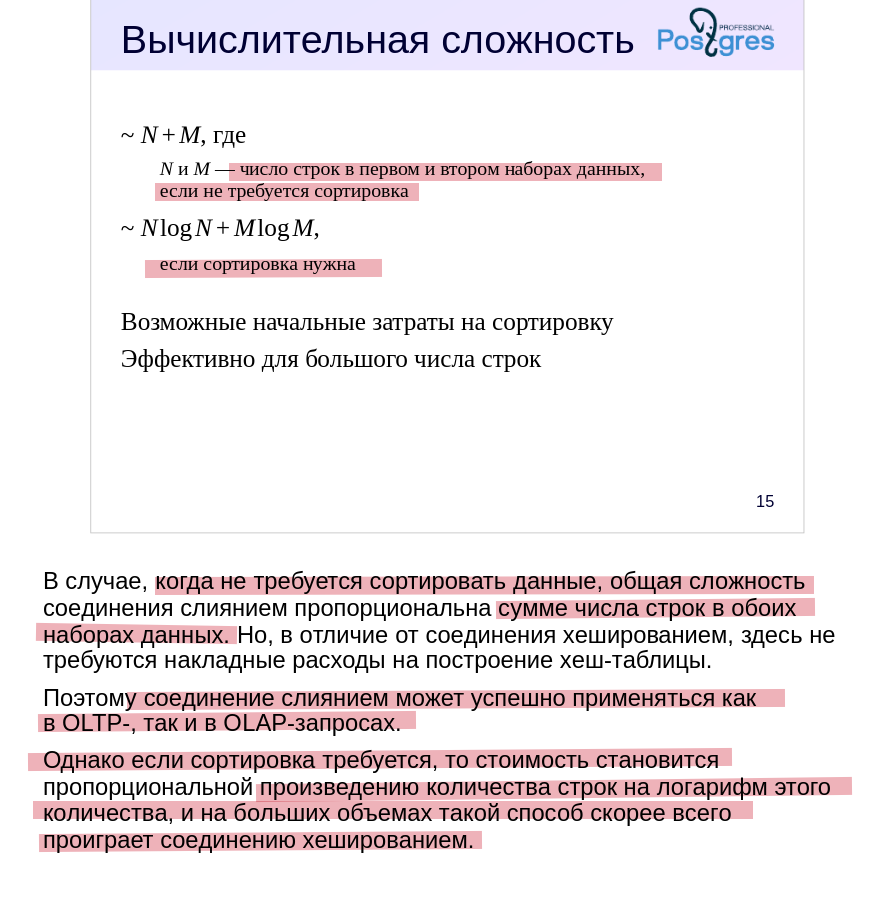 Вычислительная сложность
PROFESSIONAL
Postgres
~ N + M, где
N и M — число строк в первом и втором наборах данных,
если не требуется сортировка
~ N log N + M log M,
если сортировка нужна
Возможные начальные затраты на сортировку
Эффективно для большого числа строк
15
В случае, когда не требуется сортировать данные, общая сложность
соединения слиянием пропорциональна сумме числа строк в обоих
наборах данных. Но, в отличие от соединения хешированием, здесь не
требуются накладные расходы на построение хеш-таблицы.
Поэтому соединение слиянием может успешно применяться как
в OLTP-, так и в OLAP-запросах.
Однако если сортировка требуется, то стоимость становится
пропорциональной произведению количества строк на логарифм этого
количества, и на больших объемах такой способ скорее всего
проиграет соединению хешированием.